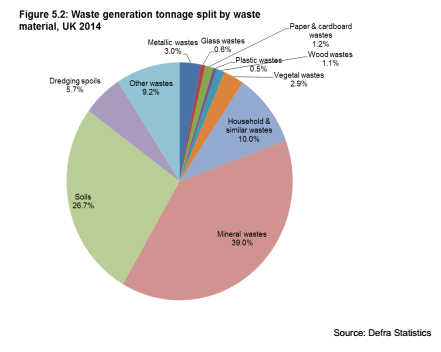 Figure 5.2: Waste generation tonnage split by waste
material, UK 2014
Paper & cardboard
wastes
1.2%
Glass wastes
0.6%
Metallic wastes
3.0%
Wood wastes
1.1%
Plastic wastes
0.5%
Vegetal wastes
2.9%
Dredging spoils
5.7%
Other wastes
9.2%
Household &
similar wastes
10.0%
Soils
26.7%
Mineral wastes
39.0%
Source: Defra Statistics